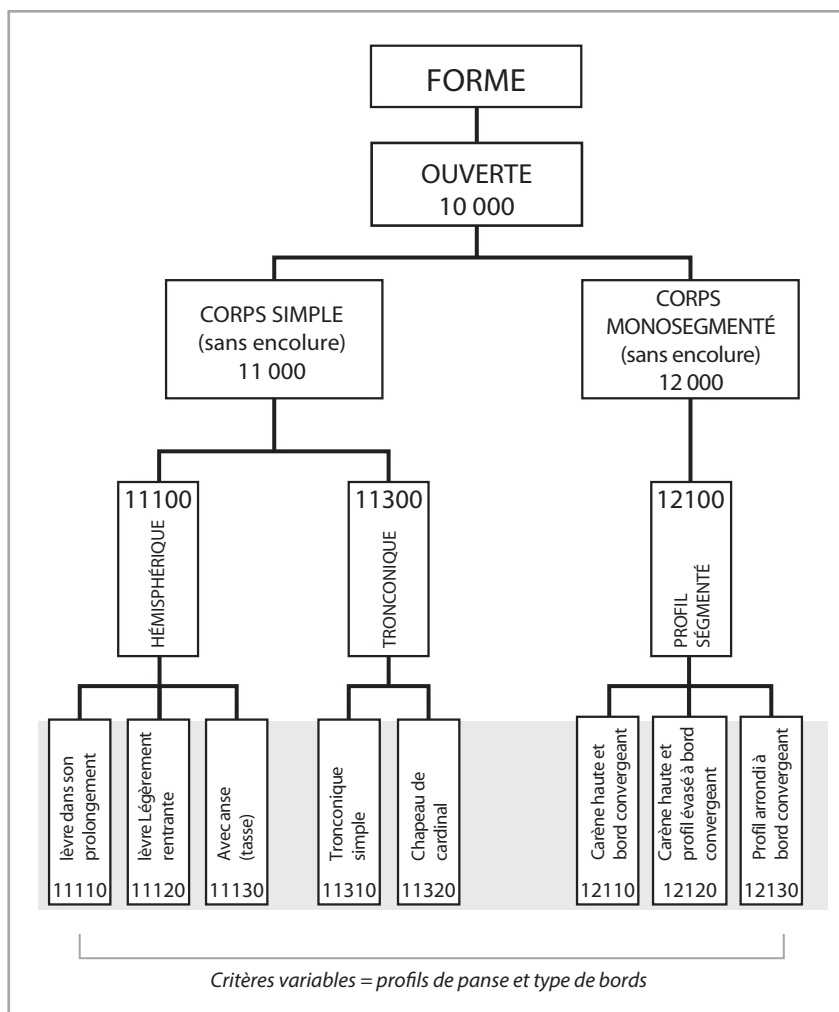 FORME
OUVERTE
10 000
CORPS SIMPLE
(sans encolure)
11 000
CORPS
MONOSEGMENTÉ
(sans encolure)
12 000
11100
HÉMISPHÉRIQUE
11300
TRONCONIQUE
12100
PROFIL
SÉGMENTÉ
lèvre dans son
prolongement
11110
lèvre Légèrement
rentrante
11120
Avec anse
(tasse)
11130
Tronconique
simple
11310
Chapeau de
cardinal
11320
Carène haute et
bord convergeant
12110
Carène haute et
profil évasé à bord
convergeant
12120
Profil arrondi à
bord convergeant
12130
Critères variables = profils de panse et type de bords